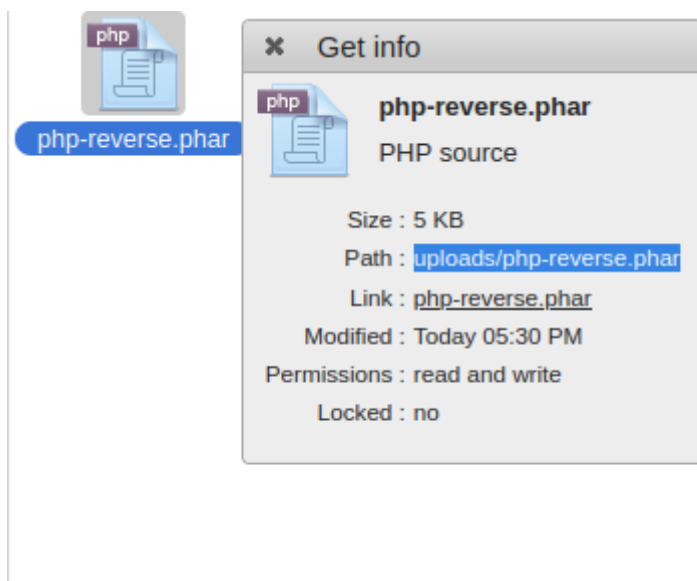 php
php-reverse.phar
✖ Get info
php
php-reverse.phar
PHP source
Size : 5 KB
Path : uploads/php-reverse.phar
Link : php-reverse.phar
Modified : Today 05:30 PM
Permissions : read and write
Locked : no